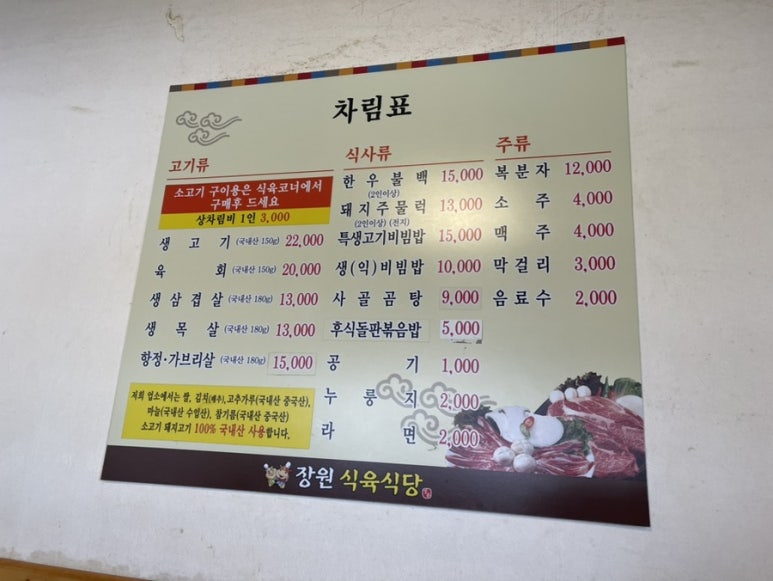 차림표
고기류
소고기 구이용은 식육코너에서
구매후 드세요
상차림비 1인 3,000
생고기 (국내산 150g) 22,000
육회 (국내산 150g) 20,000
생삼겹살 (국내산 180g) 13,000
생목살 (국내산 180g) 13,000
항정·가브리살 (국내산 180g) 15,000
저희 업소에서는 쌀, 김치(배추), 고추가루(국내산 중국산),
마늘(국내산 수입산), 참기름(국내산 중국산)
소고기 돼지고기 100% 국내산 사용합니다.
식사류
한우불백 15,000
(2인이상)
돼지주물럭 13,000
(2인이상) (전지)
특생고기비빔밥 15,000
생(익)비빔밥 10,000
사골곰탕 9,000
후식돌판볶음밥 5,000
공기 1,000
누룽지 2,000
라면 2,000
주류
복분자 12,000
소주 4,000
맥주 4,000
막걸리 3,000
음료수 2,000
장원 식육식당